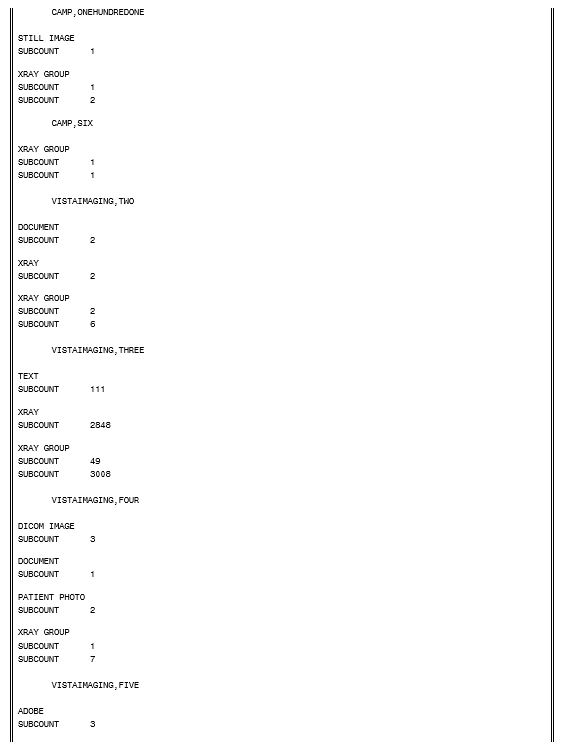 CAMP,ONEHUNDREDONE
STILL IMAGE
SUBCOUNT 1
XRAY GROUP
SUBCOUNT 1
SUBCOUNT 2
CAMP,SIX
XRAY GROUP
SUBCOUNT 1
SUBCOUNT 1
VISTAIMAGING,TWO
DOCUMENT
SUBCOUNT 2
XRAY
SUBCOUNT 2
XRAY GROUP
SUBCOUNT 2
SUBCOUNT 6
VISTAIMAGING,THREE
TEXT
SUBCOUNT 111
XRAY
SUBCOUNT 2848
XRAY GROUP
SUBCOUNT 49
SUBCOUNT 3008
VISTAIMAGING,FOUR
DICOM IMAGE
SUBCOUNT 3
DOCUMENT
SUBCOUNT 1
PATIENT PHOTO
SUBCOUNT 2
XRAY GROUP
SUBCOUNT 1
SUBCOUNT 7
VISTAIMAGING,FIVE
ADOBE
SUBCOUNT 3